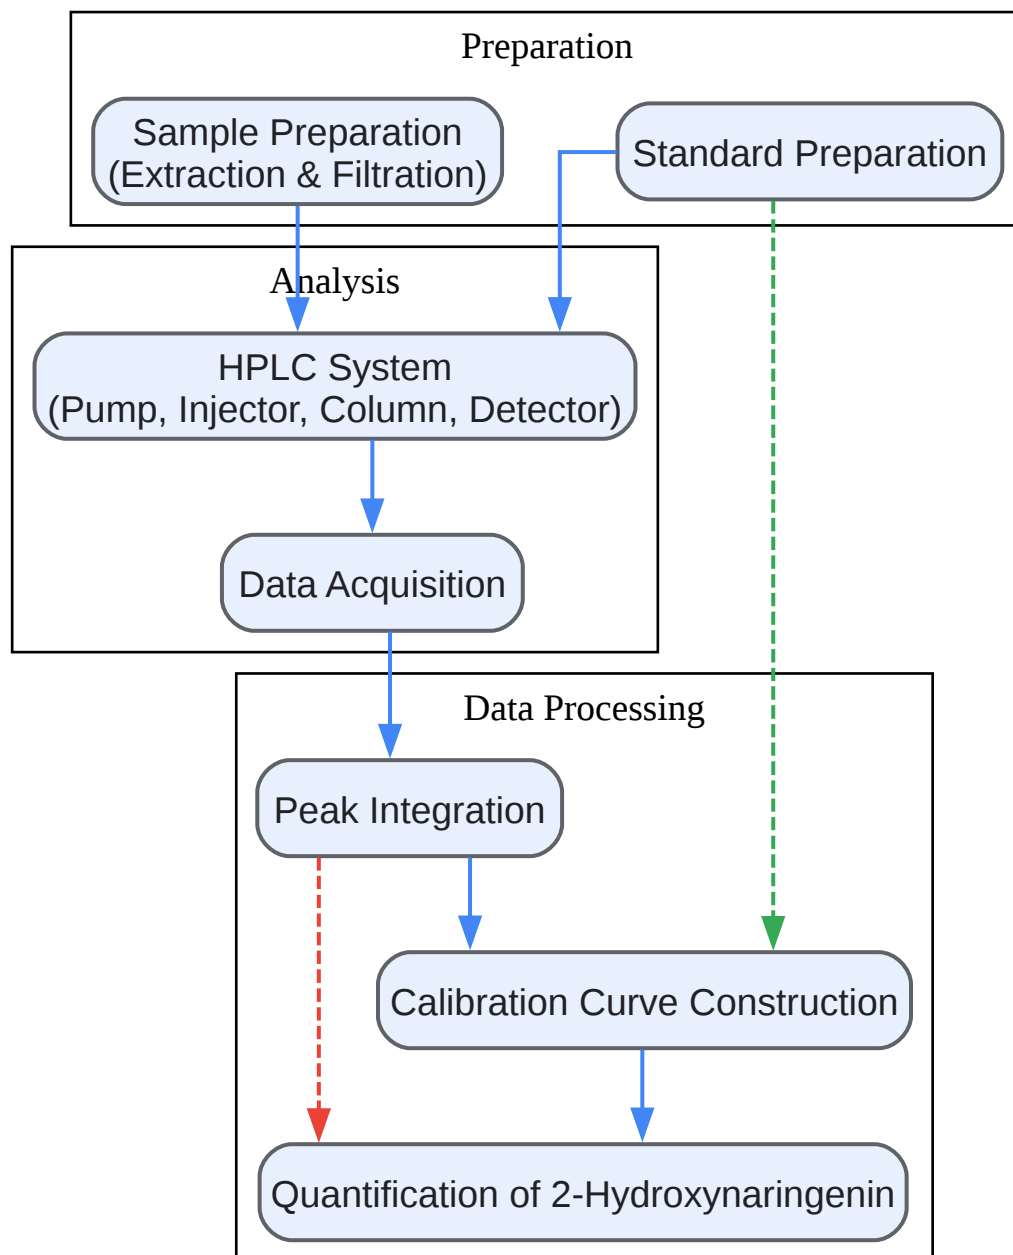 Preparation
Sample Preparation
(Extraction & Filtration)
Standard Preparation
Analysis
HPLC System
(Pump, Injector, Column, Detector)
Data Acquisition
Data Processing
Peak Integration
Calibration Curve Construction
Quantification of 2-Hydroxynaringenin